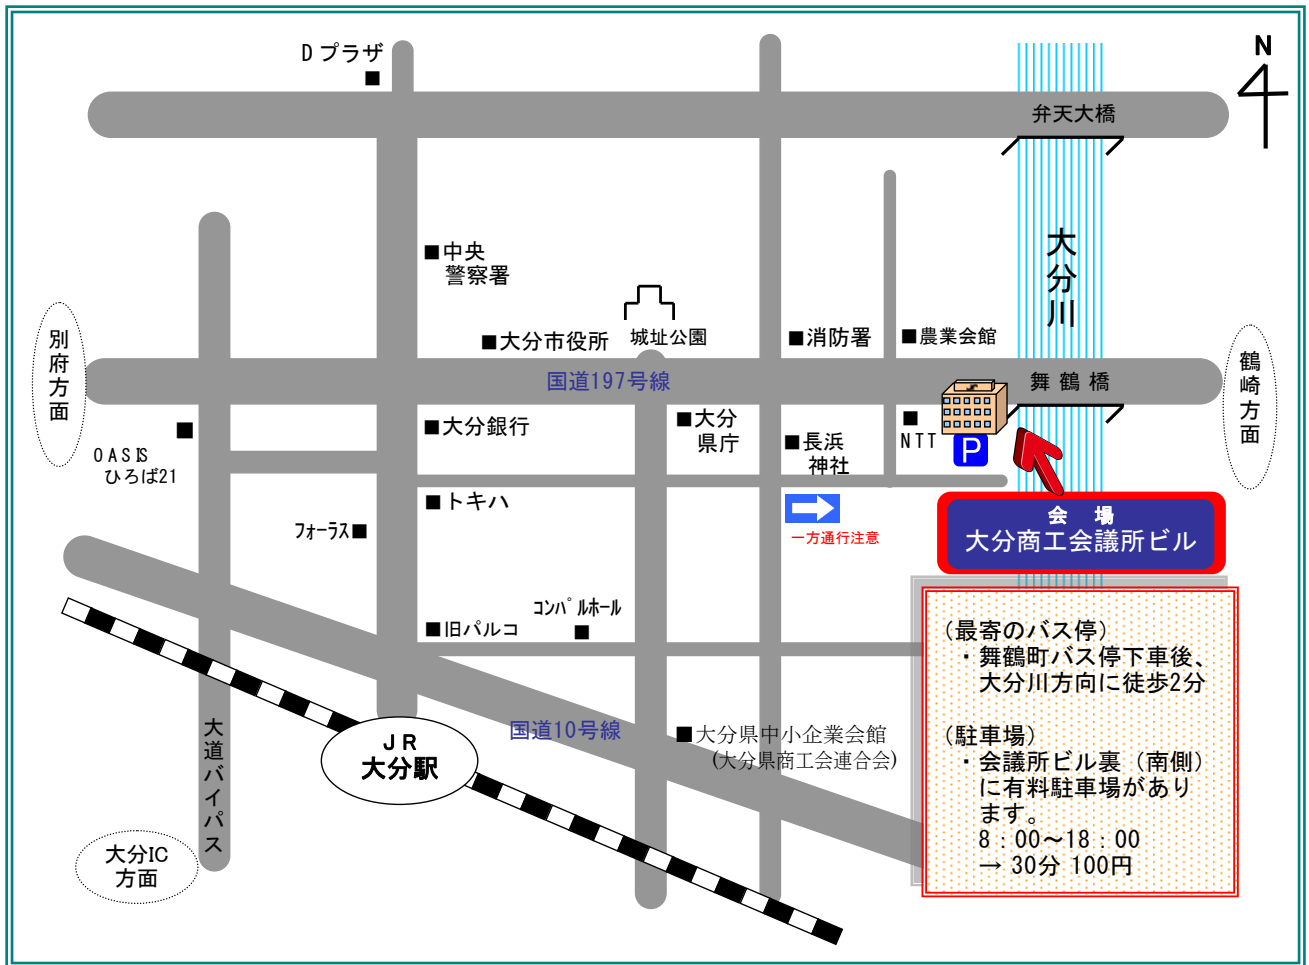 D プラザ
N
弁天大橋
大分川
中央
警察署
大分市役所
城址公園
消防署
農業会館
別府方面
国道197号線
舞鶴橋
鶴崎方面
OASIS
ひろば21
大分銀行
大分
県庁
長浜
神社
NTT
P
トキハ
フォーラス
一方通行注意
会 場
大分商工会議所ビル
旧パルコ
コンパルホール
(最寄のバス停)
・舞鶴町バス停下車後、
大分川方向に徒歩2分
(駐車場)
・会議所ビル裏(南側)
に有料駐車場があり
ます。
8:00~18:00
→ 30分 100円
大道バイパス
JR
大分駅
国道10号線
大分県中小企業会館
(大分県商工会連合会)
大分IC
方面